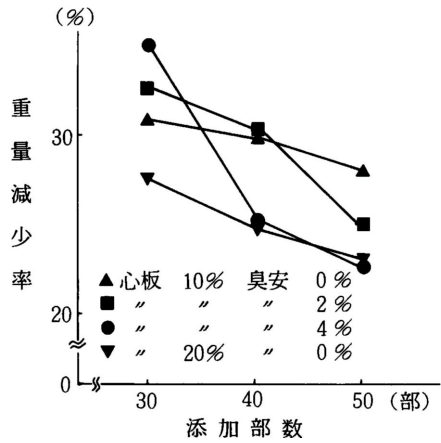 (%)
重量減少率
30
20
0
▲心板 10% 臭安 0%
■ 〃 〃 〃 2%
● 〃 〃 〃 4%
▼ 〃 20% 〃 0%
30 40 50 (部)
添加部数